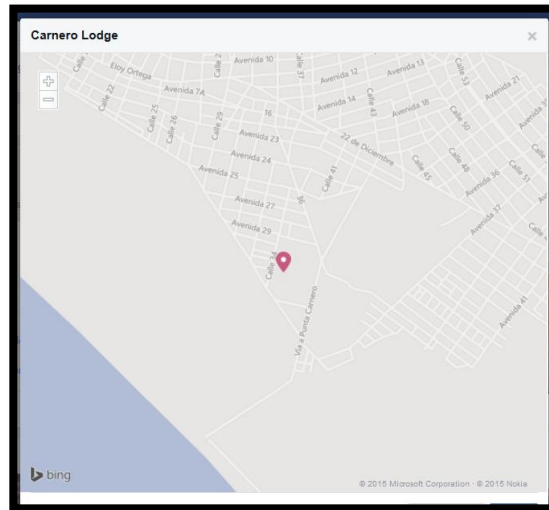 Carnero Lodge
×
Eloy Ortega
Avenida 10
37
Avenida 12
Avenida 13
Calle 53
Avenida 21
Calle 22
Avenida 7A
Calle 25
Calle 26
Calle 29
16
Avenida 14
Calle 43
Avenida 18
Calle 50
Avenida 23
22 de Diciembre
Avenida 24
Calle 41
Calle 45
Calle 48
Avenida 36
Calle 51
Avenida 25
36
Avenida 27
Avenida 37
Avenida 29
Calle 34
Vía a Punta Carnero
Avenida 41
bing
© 2015 Microsoft Corporation · © 2015 Nokia